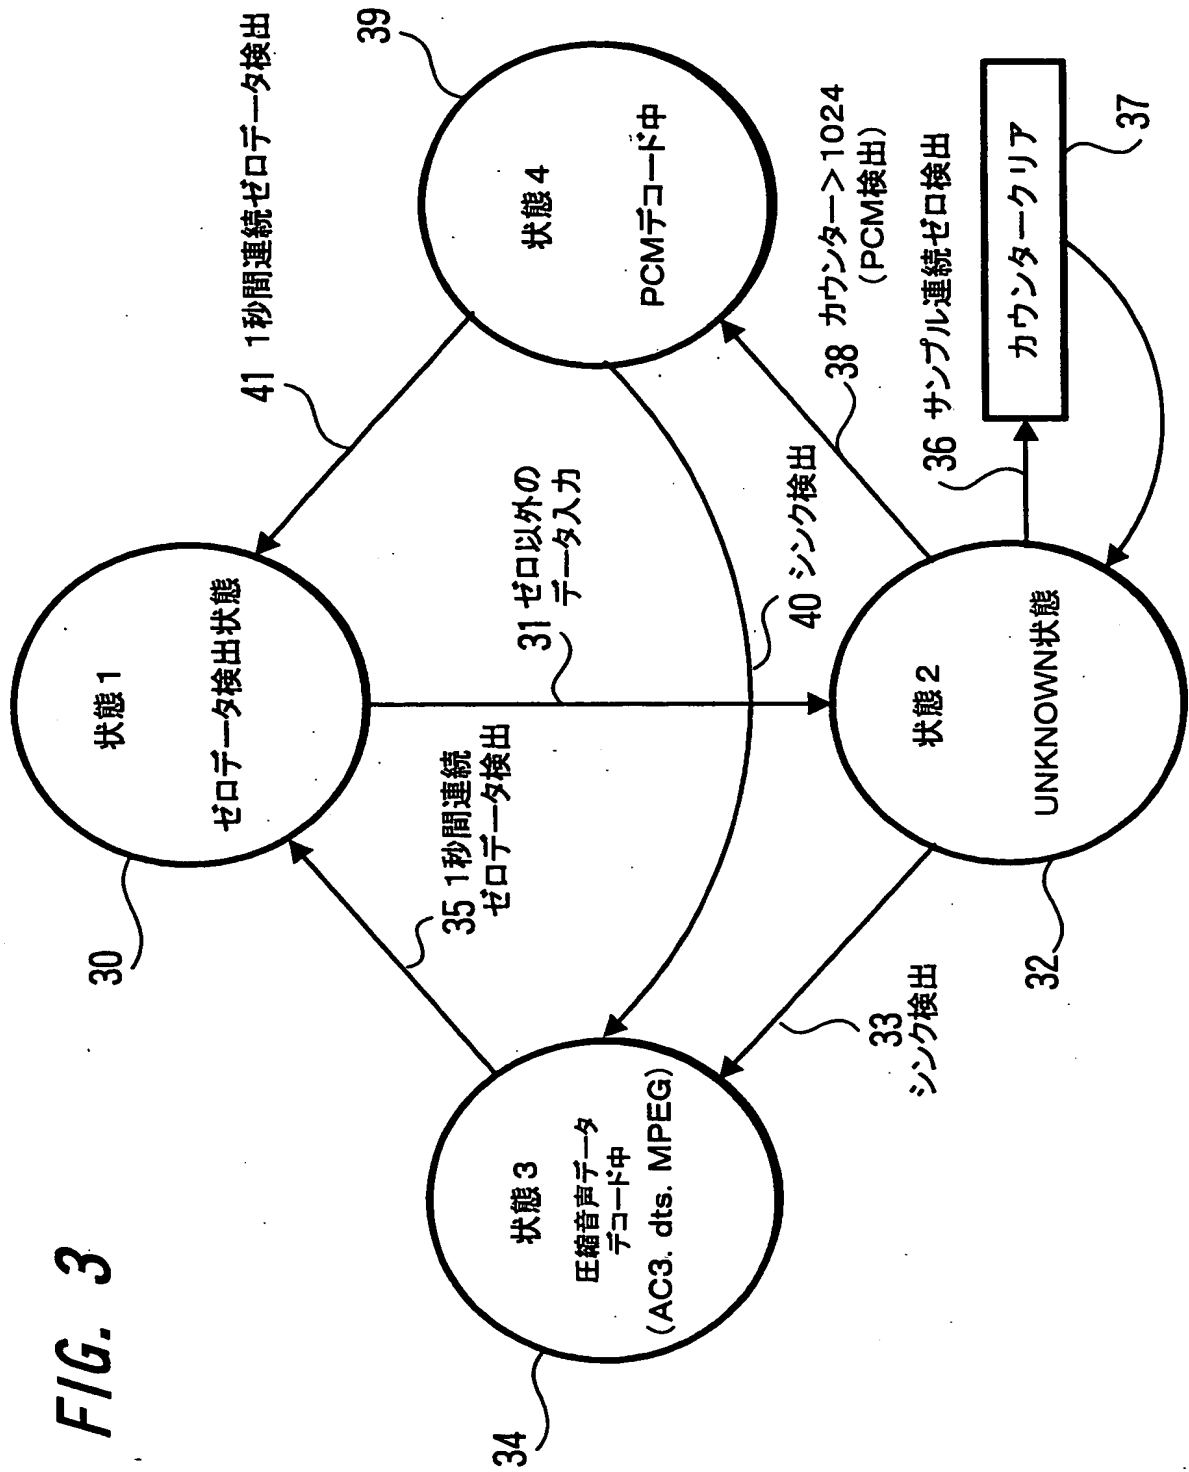 FIG. 3
30
状態1
ゼロデータ検出状態
41 1秒間連続ゼロデータ検出
39
35 1秒間連続
ゼロデータ検出
31 ゼロ以外の
データ入力
34
状態3
圧縮音声データ
デコード中
(AC3. dts. MPEG)
状態4
PCMデコード中
40 シンク検出
33
シンク検出
38 カウンター>1024
(PCM検出)
32
状態2
UNKNOWN状態
36 サンプル連続ゼロ検出
カウンタークリア
37